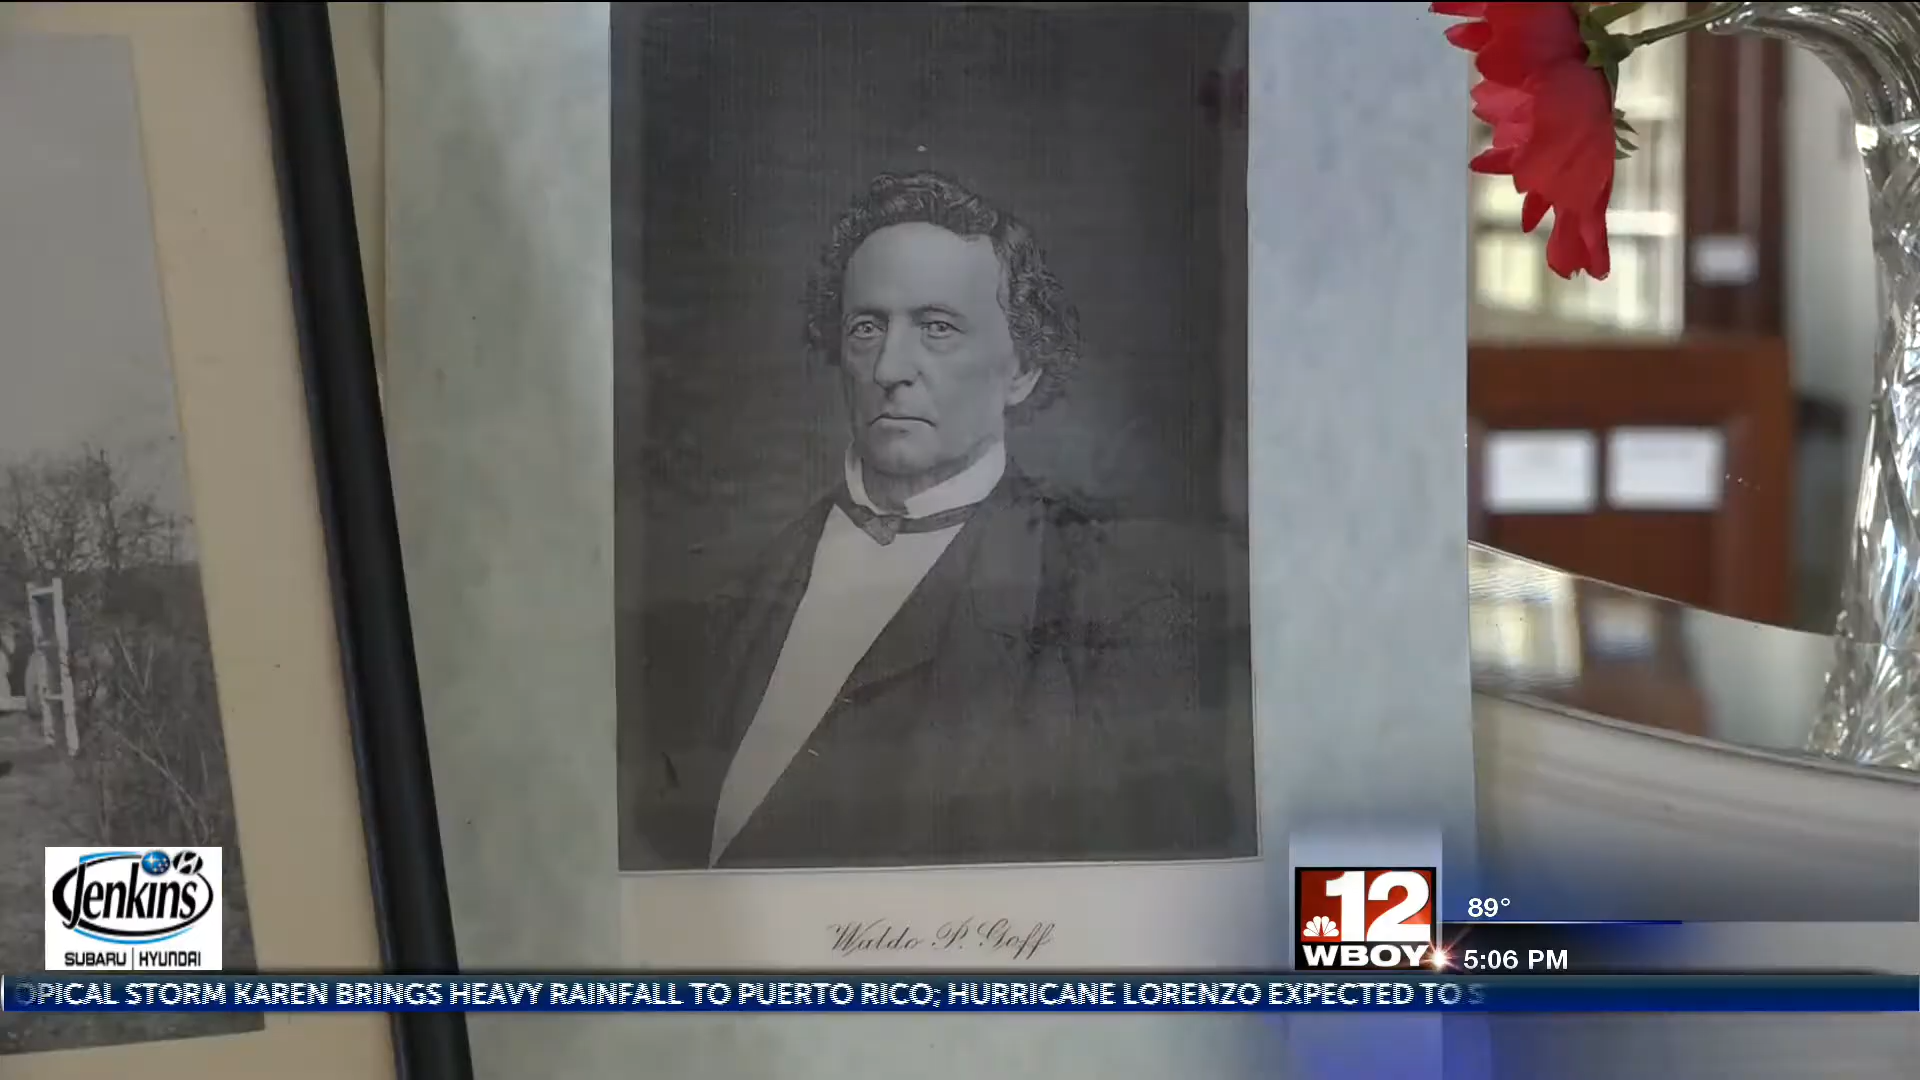 Waldo P. Goff
Jenkins
SUBARU | HYUNDAI
12
WBOY
89°
5:06 PM
OPICAL STORM KAREN BRINGS HEAVY RAINFALL TO PUERTO RICO; HURRICANE LORENZO EXPECTED TO S